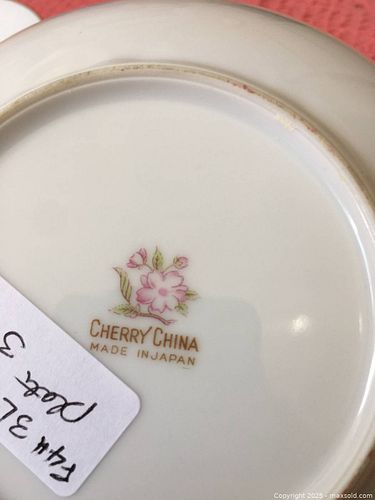 CHERRY CHINA
MADE IN JAPAN
F44 3L
plate 3
Copyright 2025 - maxsold.com